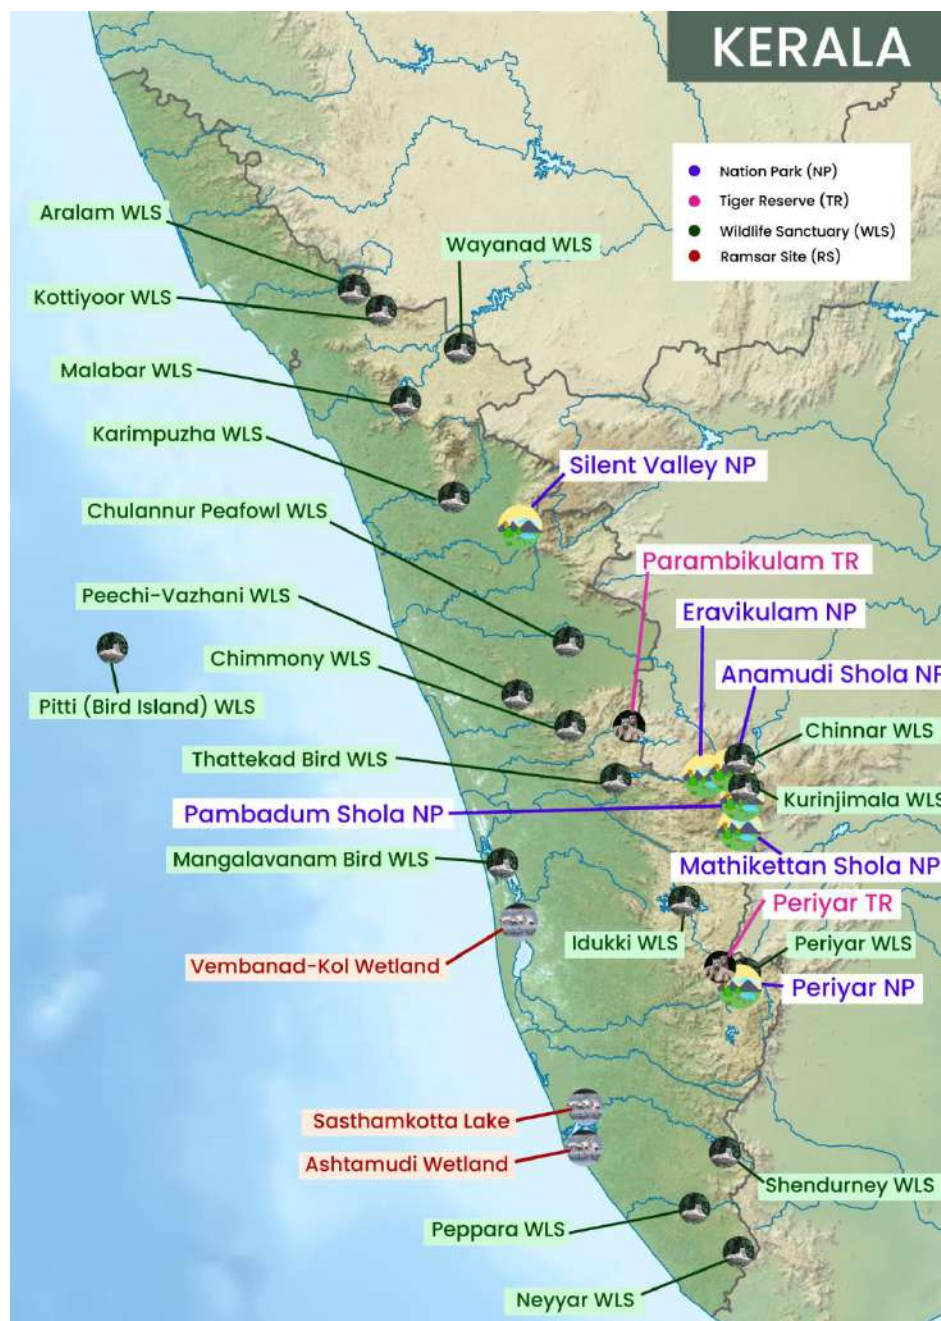 KERALA
Nation Park (NP)
Tiger Reserve (TR)
Wildlife Sanctuary (WLS)
Ramsar Site (RS)
Aralam WLS
Wayanad WLS
Kottiyoor WLS
Malabar WLS
Karimpuzha WLS
Silent Valley NP
Chulannur Peafowl WLS
Parambikulam TR
Peechi-Vazhani WLS
Eravikulam NP
Chimmony WLS
Anamudi Shola NP
Pitti (Bird Island) WLS
Chinnar WLS
Thattekad Bird WLS
Kurinjimala WLS
Pambadum Shola NP
Mangalavanam Bird WLS
Mathikettan Shola NP
Periyar TR
Idukki WLS
Periyar WLS
Vembanad-Kol Wetland
Periyar NP
Sasthamkotta Lake
Ashtamudi Wetland
Shendurney WLS
Peppara WLS
Neyyar WLS